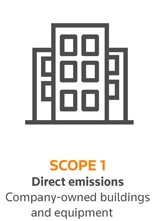 SCOPE 1
Direct emissions
Company-owned buildings
and equipment